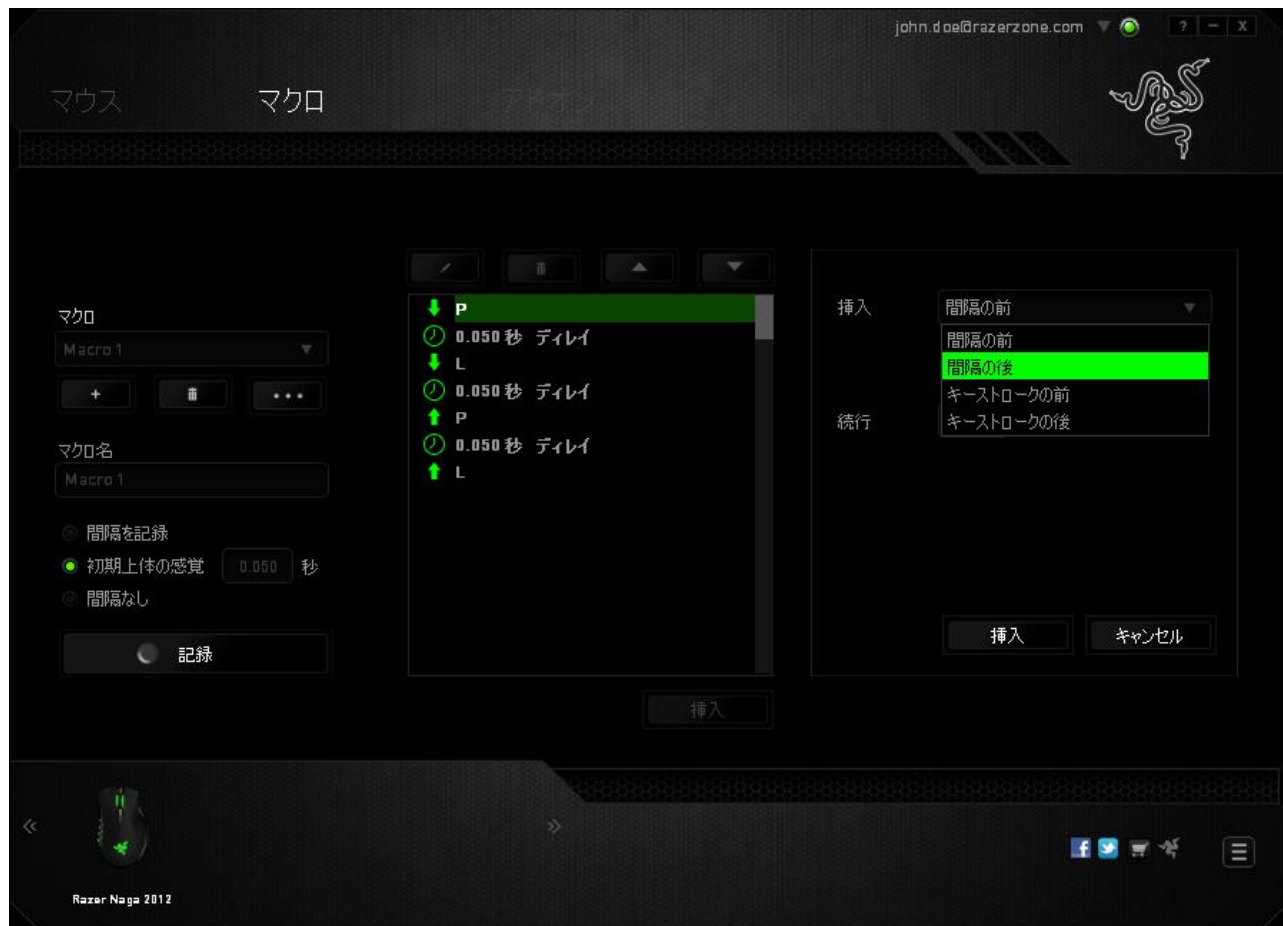 john.doe@razerzone.com
? - X
マウス
マクロ
アドオン
マクロ
Macro 1
マクロ名
Macro 1
間隔を記録
初期上体の感覚 0.050 秒
間隔なし
記録
P
0.050 秒 ディレイ
L
0.050 秒 ディレイ
P
0.050 秒 ディレイ
L
挿入
挿入 間隔の前
間隔の前
間隔の後
キーストロークの前
キーストロークの後
続行
挿入
キャンセル
Razer Naga 2012